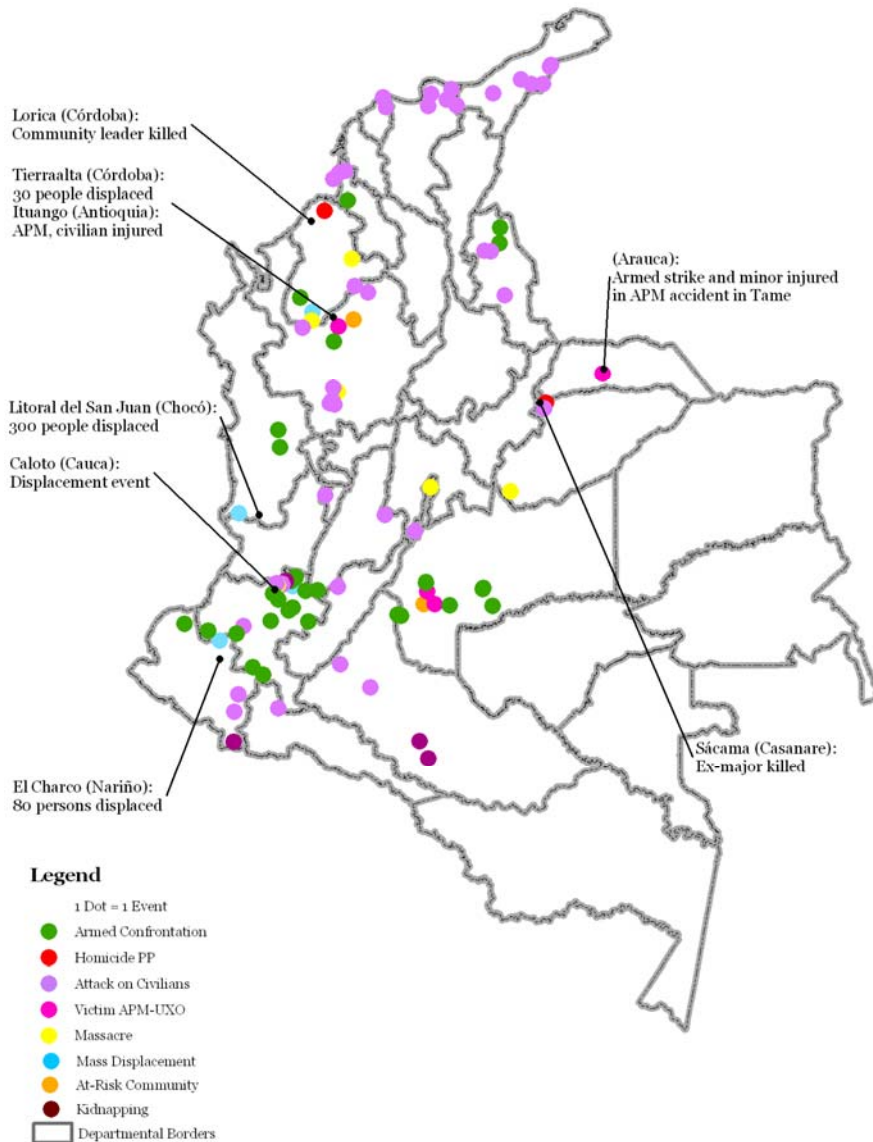 Lorica (Córdoba):
Community leader killed
Tierraalta (Córdoba):
30 people displaced
Ituango (Antioquia):
APM, civilian injured
(Arauca):
Armed strike and minor injured
in APM accident in Tame
Litoral del San Juan (Chocó):
300 people displaced
Caloto (Cauca):
Displacement event
Sácama (Casanare):
Ex-major killed
El Charco (Nariño):
80 persons displaced
Legend
1 Dot = 1 Event
Armed Confrontation
Homicide PP
Attack on Civilians
Victim APM-UXO
Massacre
Mass Displacement
At-Risk Community
Kidnapping
Departmental Borders